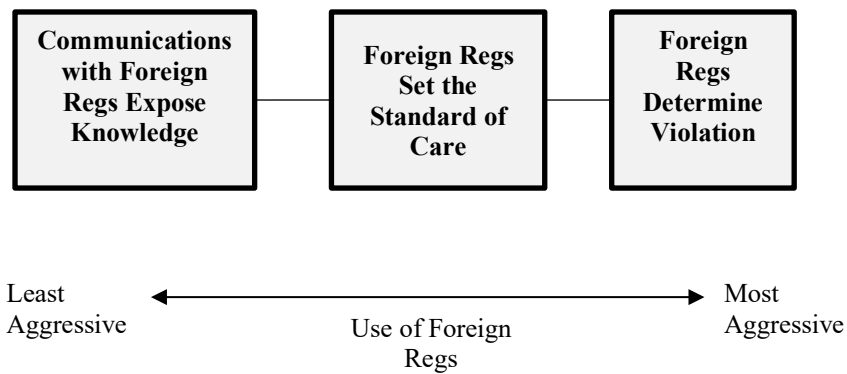 Communications
with Foreign
Regs Expose
Knowledge
Foreign Regs
Set the
Standard of
Care
Foreign
Regs
Determine
Violation
Least
Aggressive
Use of Foreign
Regs
Most
Aggressive